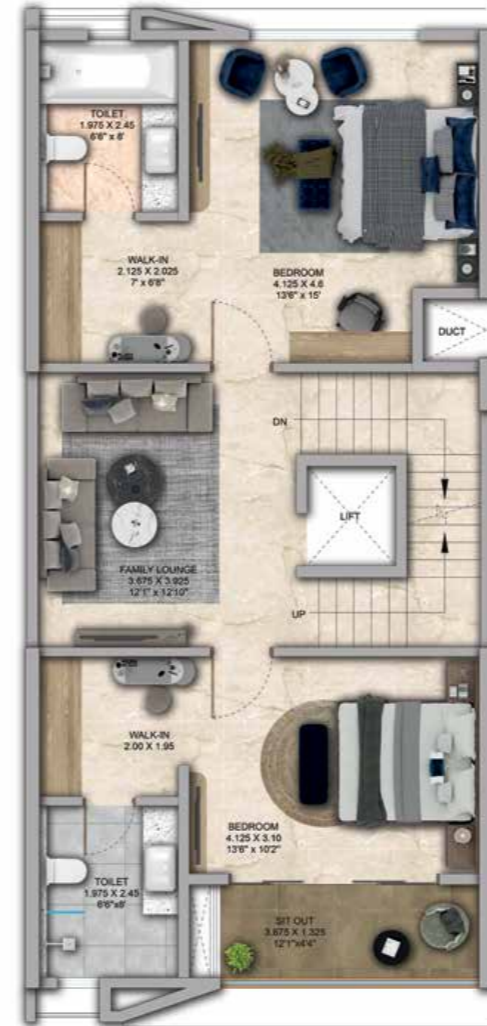 TOILET
1.975 X 2.45
6'6" x 8'
WALK-IN
2.125 X 2.025
7' x 6'8"
BEDROOM
4.125 X 4.6
13'6" x 15'
DUCT
DN
LIFT
FAMILY LOUNGE
3.675 X 3.925
12'1" x 12'10"
UP
WALK-IN
2.00 X 1.95
BEDROOM
4.125 X 3.10
13'6" x 10'2"
TOILET
1.975 X 2.45
6'6"x8'
SIT OUT
3.675 X 1.325
12'1"x4'4"